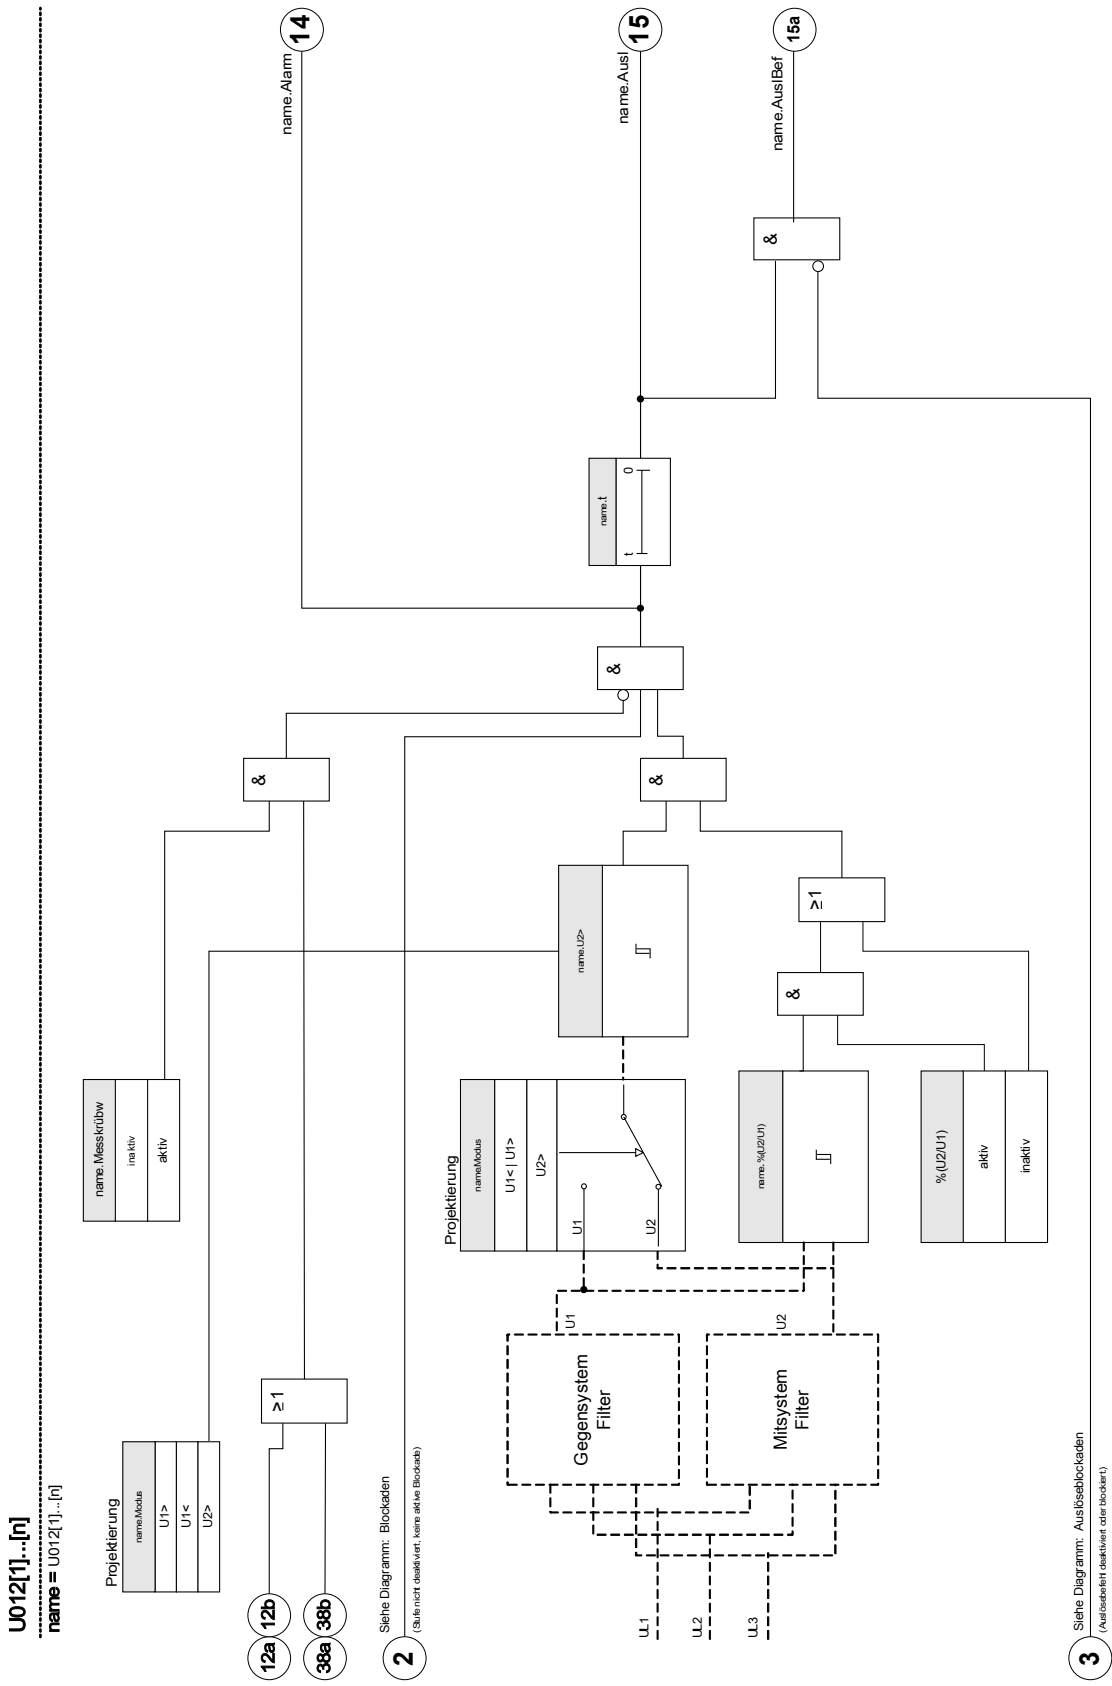 U012[1]...[n]
name = U012[1]...[n]
Projektierung
name.Modus
U1>
U1<
U2>
12a
12b
38a
38b
≥1
name.Messkrübw
inaktiv
aktiv
&
name.Alarm
14
2
Siehe Diagramm: Blockaden
(Stufe nicht deaktiviert, keine aktive Blockade)
Projektierung
name.Modus
U1< | U1>
U2>
U1
U2
name.U2>
&
&
name.t
t
0
name.Ausl
15
UL1
UL2
UL3
Gegensystem
Filter
U1
Mitsystem
Filter
U2
name.%(U2/U1)
%(U2/U1)
aktiv
inaktiv
&
≥1
&
name.AuslBef
15a
3
Siehe Diagramm: Auslöseblockaden
(Auslösebefehl deaktiviert oder blockiert.)